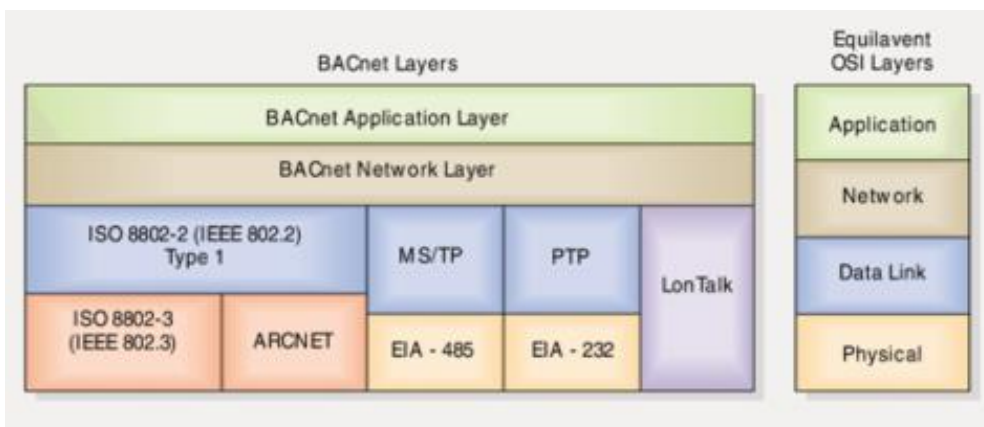 BACnet Layers
Equilavent
OSI Layers
BACnet Application Layer
Application
BACnet Network Layer
Network
ISO 8802-2 (IEEE 802.2)
Type 1
MS/TP
PTP
LonTalk
Data Link
ISO 8802-3
(IEEE 802.3)
ARCNET
EIA - 485
EIA - 232
Physical